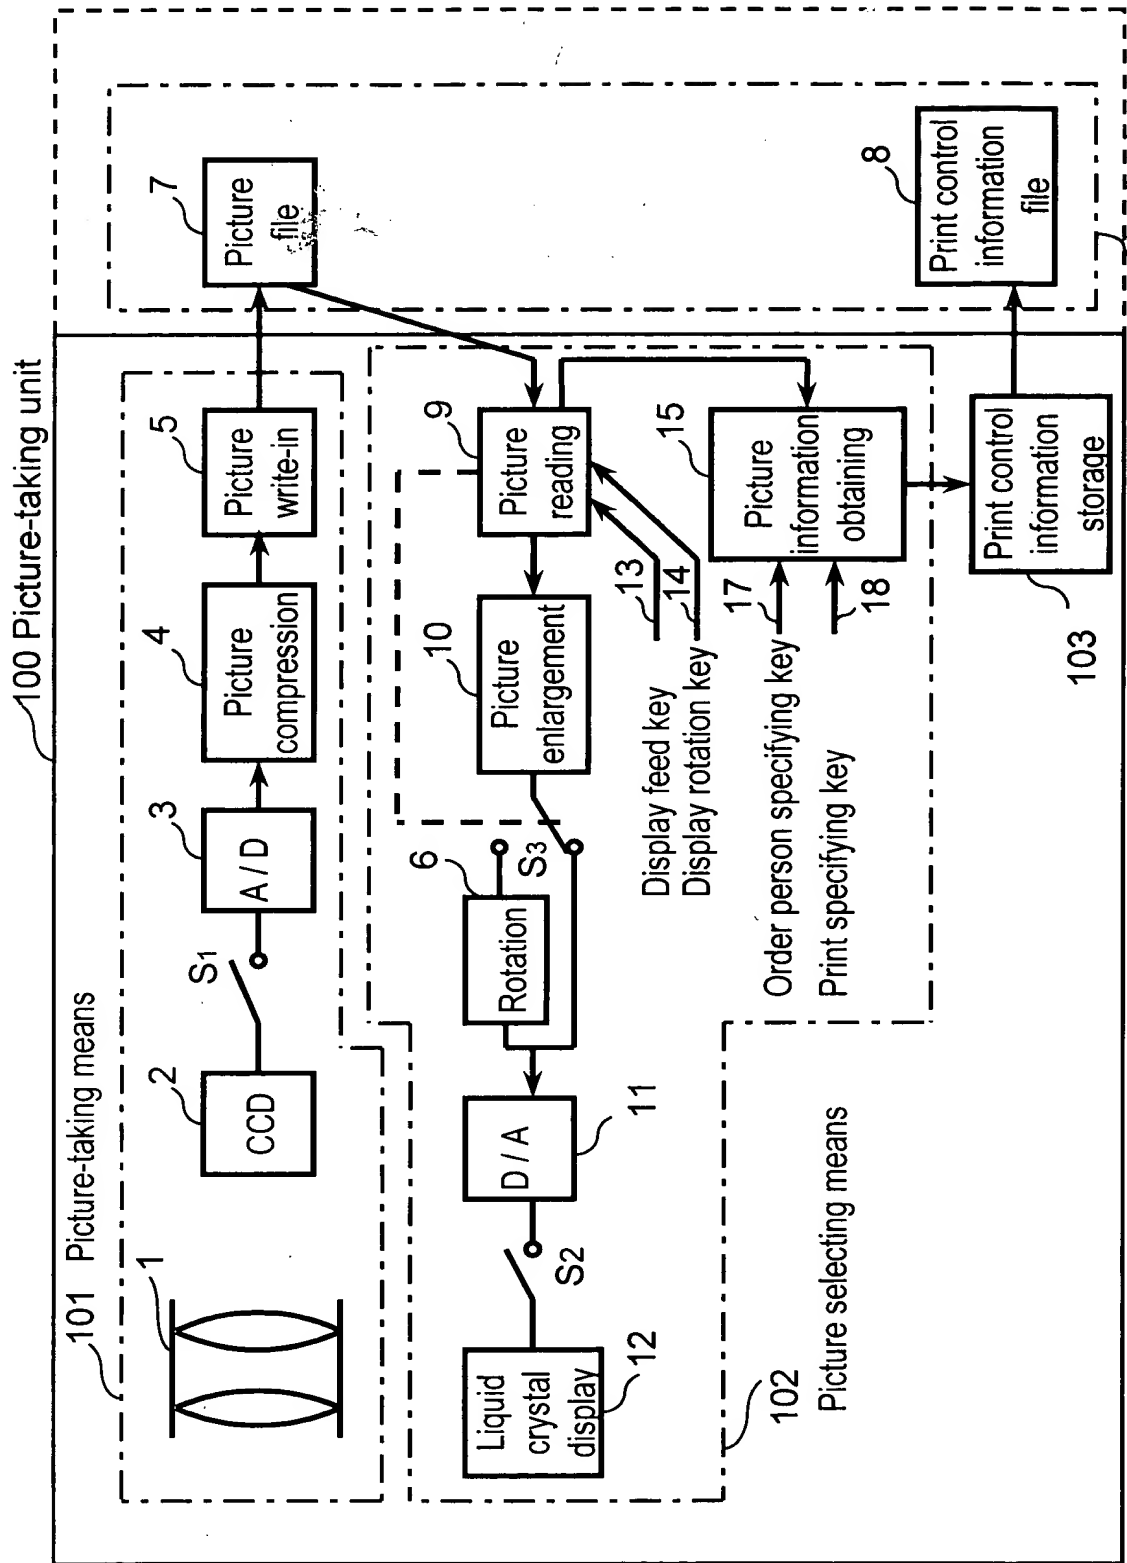 100 Picture-taking unit
101 Picture-taking means
1
2
CCD
S1
3
A / D
4
Picture
compression
5
Picture
write-in
7
Picture
file
Liquid
crystal
display
12
S2
D / A
11
6
Rotation
S3
10
Picture
enlargement
9
Picture
reading
Display feed key
13
Display rotation key
14
15
Picture
information
obtaining
Order person specifying key
17
Print specifying key
18
102
Picture selecting means
103
Print control
information
storage
8
Print control
information
file